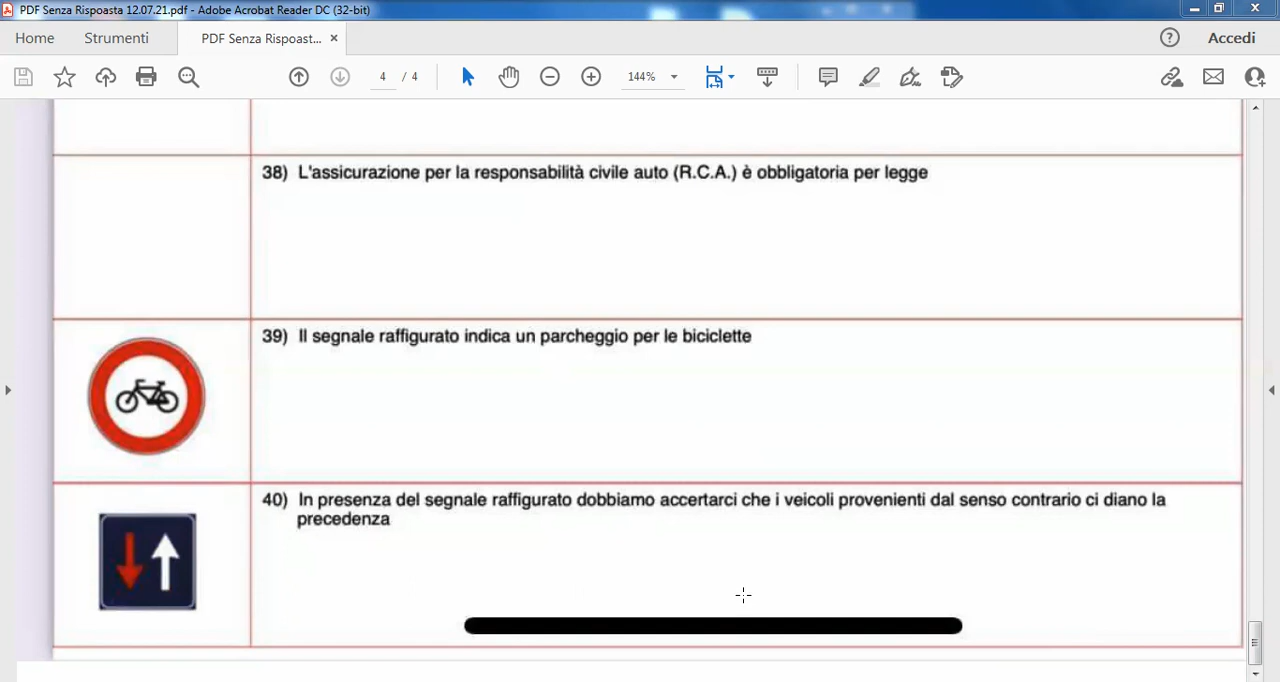 PDF Senza Rispoasta 12.07.21.pdf - Adobe Acrobat Reader DC (32-bit)
Home Strumenti PDF Senza Rispoast... × ? Accedi
4 / 4 144%
38) L'assicurazione per la responsabilità civile auto (R.C.A.) è obbligatoria per legge
39) Il segnale raffigurato indica un parcheggio per le biciclette
40) In presenza del segnale raffigurato dobbiamo accertarci che i veicoli provenienti dal senso contrario ci diano la
precedenza